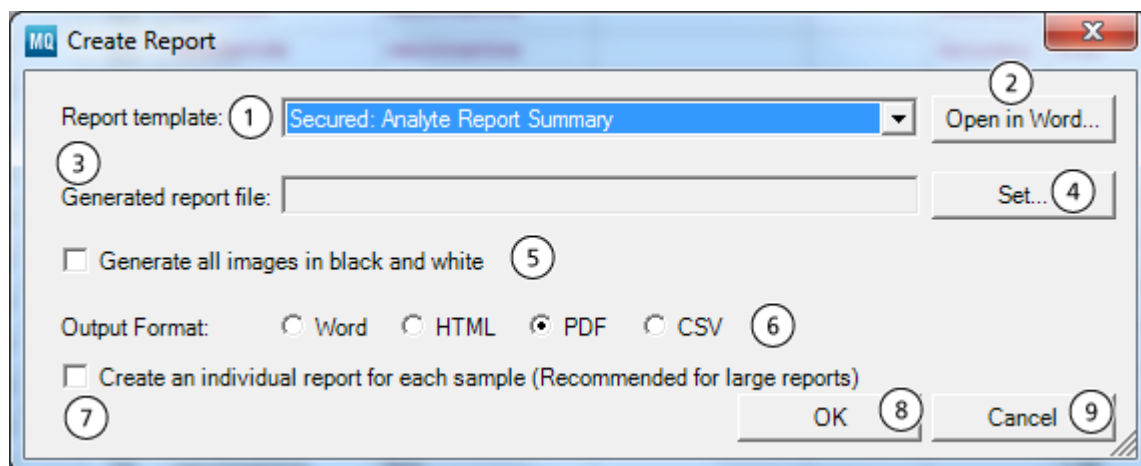 MQ Create Report
2
Report template: 1 Secured: Analyte Report Summary Open in Word...
3
Generated report file: Set... 4
Generate all images in black and white 5
Output Format: Word HTML PDF CSV 6
Create an individual report for each sample (Recommended for large reports)
7 OK 8 Cancel 9